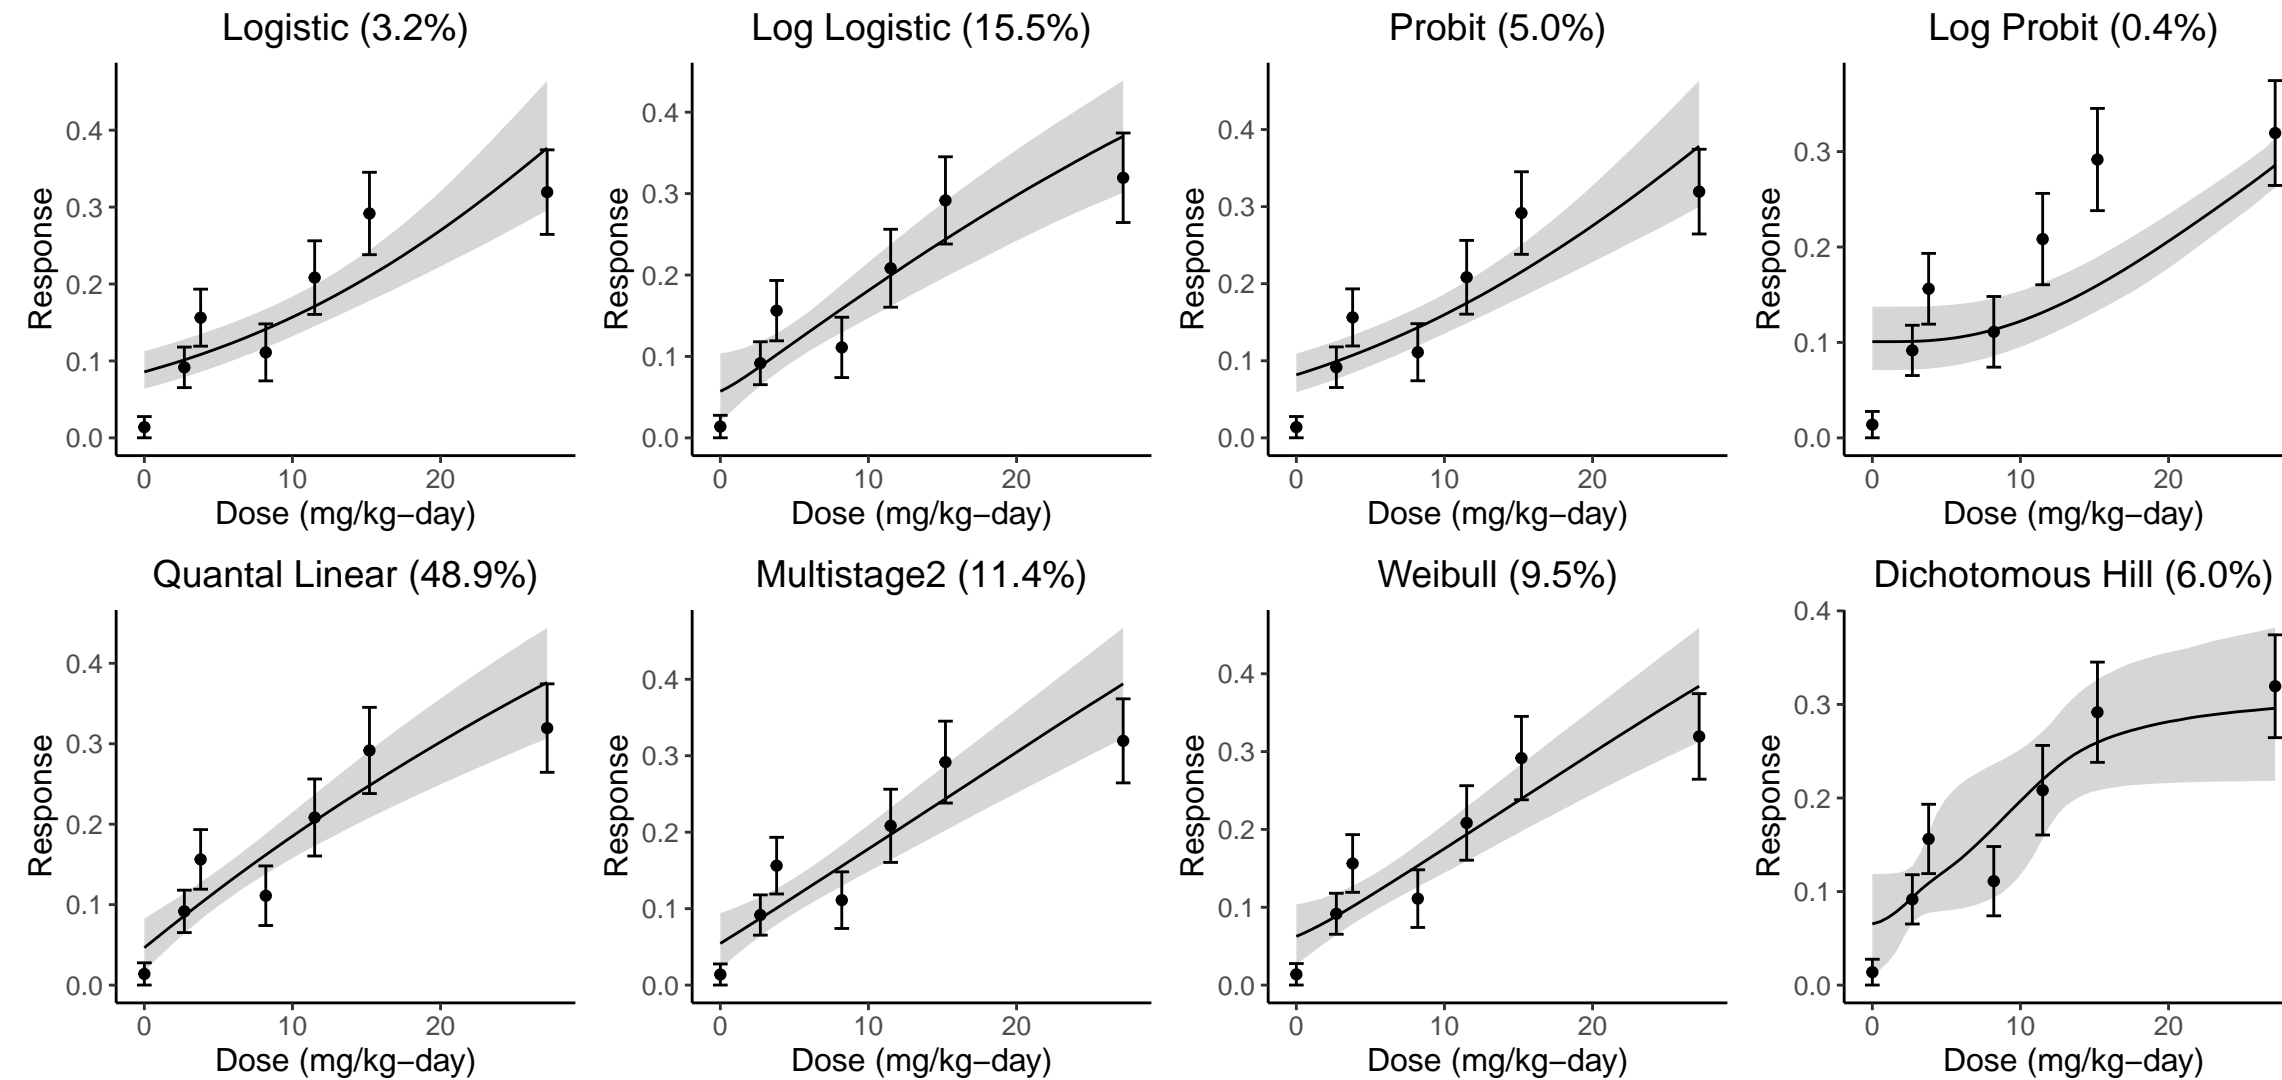 Logistic (3.2%)
Log Logistic (15.5%)
Probit (5.0%)
Log Probit (0.4%)
Response
0.4
0.3
0.2
0.1
0.0
0
10
20
Dose (mg/kg−day)
Response
0.4
0.3
0.2
0.1
0.0
0
10
20
Dose (mg/kg−day)
Response
0.4
0.3
0.2
0.1
0.0
0
10
20
Dose (mg/kg−day)
Response
0.3
0.2
0.1
0.0
0
10
20
Dose (mg/kg−day)
Quantal Linear (48.9%)
Multistage2 (11.4%)
Weibull (9.5%)
Dichotomous Hill (6.0%)
Response
0.4
0.3
0.2
0.1
0.0
0
10
20
Dose (mg/kg−day)
Response
0.4
0.3
0.2
0.1
0.0
0
10
20
Dose (mg/kg−day)
Response
0.4
0.3
0.2
0.1
0.0
0
10
20
Dose (mg/kg−day)
Response
0.4
0.3
0.2
0.1
0.0
0
10
20
Dose (mg/kg−day)